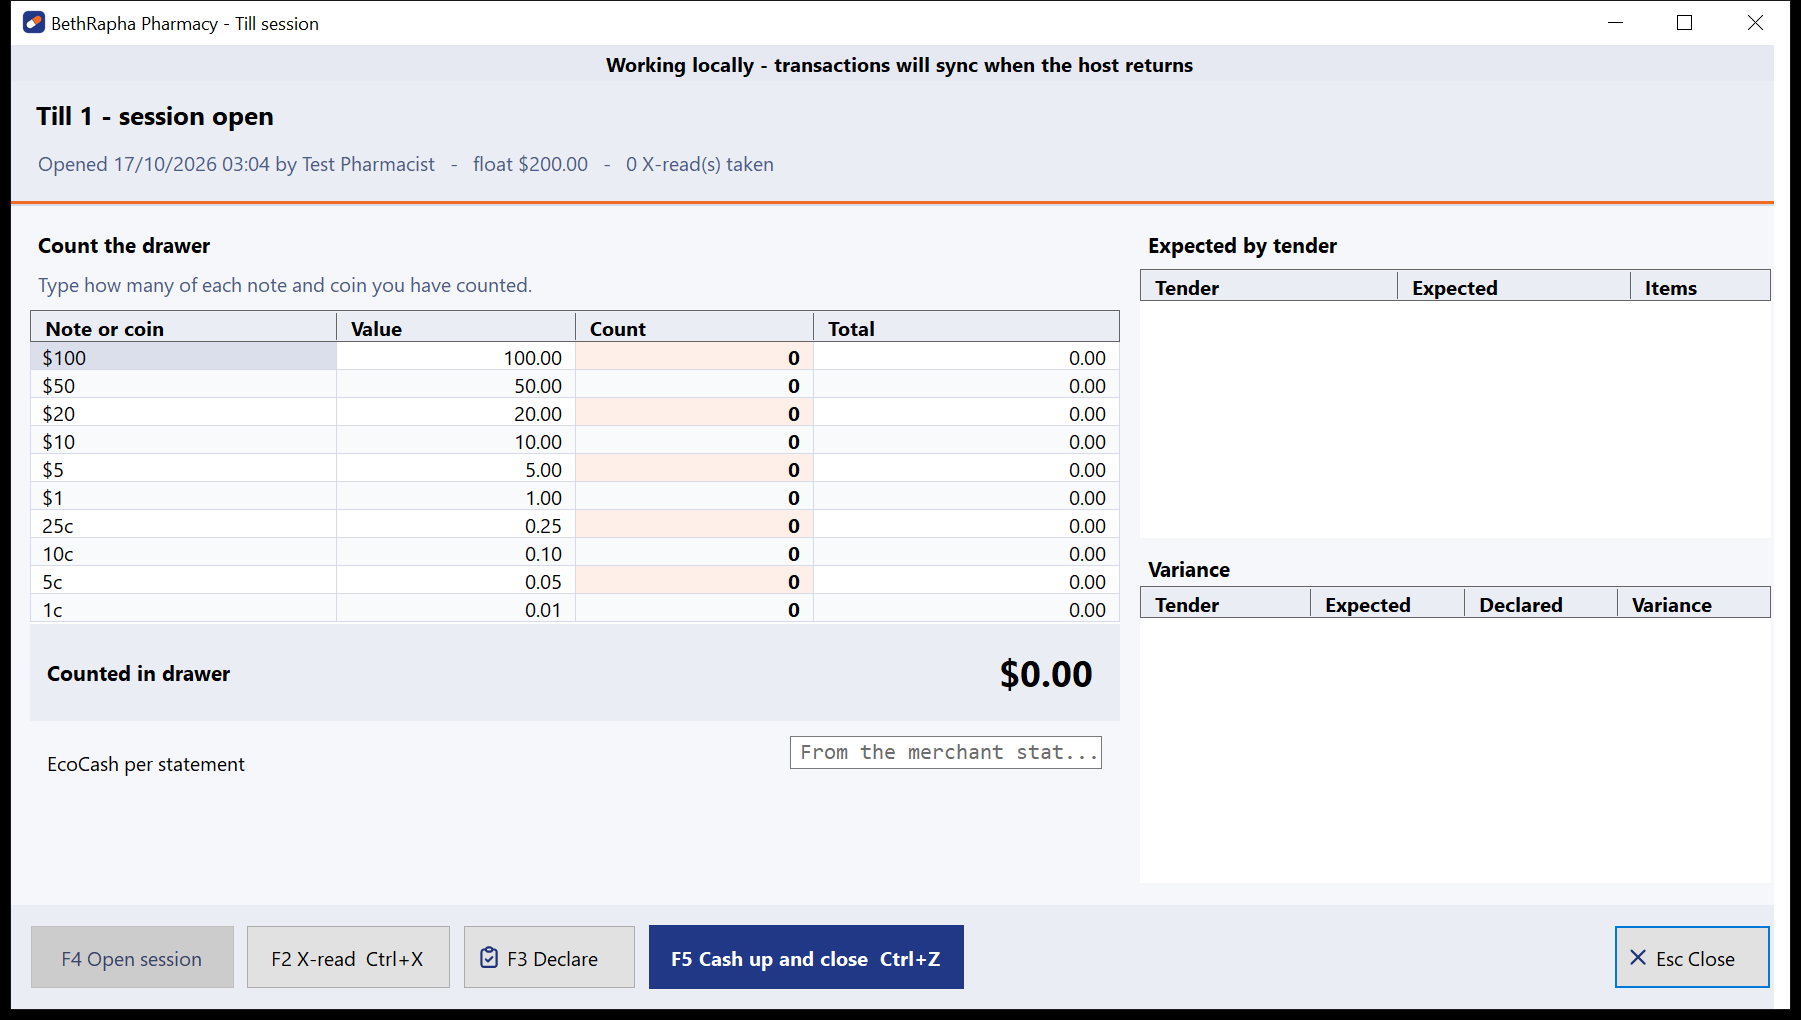 BethRapha Pharmacy - Till session
Working locally - transactions will sync when the host returns
Till 1 - session open
Opened 17/10/2026 03:04 by Test Pharmacist - float $200.00 - 0 X-read(s) taken
Count the drawer
Type how many of each note and coin you have counted.
Note or coin Value Count Total
$100 100.00 0 0.00
$50 50.00 0 0.00
$20 20.00 0 0.00
$10 10.00 0 0.00
$5 5.00 0 0.00
$1 1.00 0 0.00
25c 0.25 0 0.00
10c 0.10 0 0.00
5c 0.05 0 0.00
1c 0.01 0 0.00
Counted in drawer $0.00
EcoCash per statement From the merchant stat...
Expected by tender
Tender Expected Items
Variance
Tender Expected Declared Variance
F4 Open session F2 X-read Ctrl+X F3 Declare F5 Cash up and close Ctrl+Z Esc Close